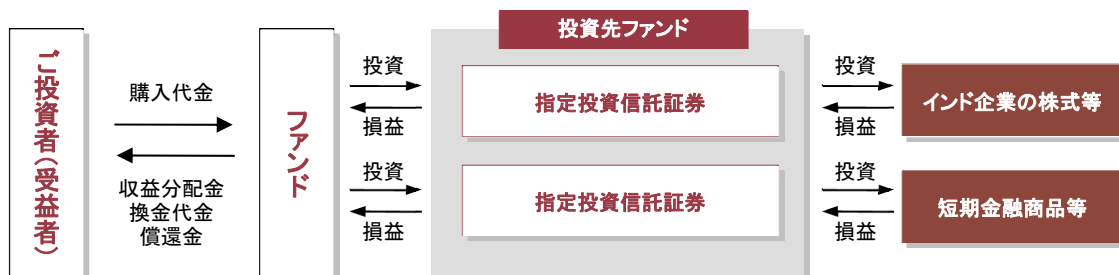 ご投資者(受益者)
購入代金
収益分配金
換金代金
償還金
ファンド
投資
損益
投資
損益
投資先ファンド
指定投資信託証券
指定投資信託証券
投資
損益
投資
損益
インド企業の株式等
短期金融商品等